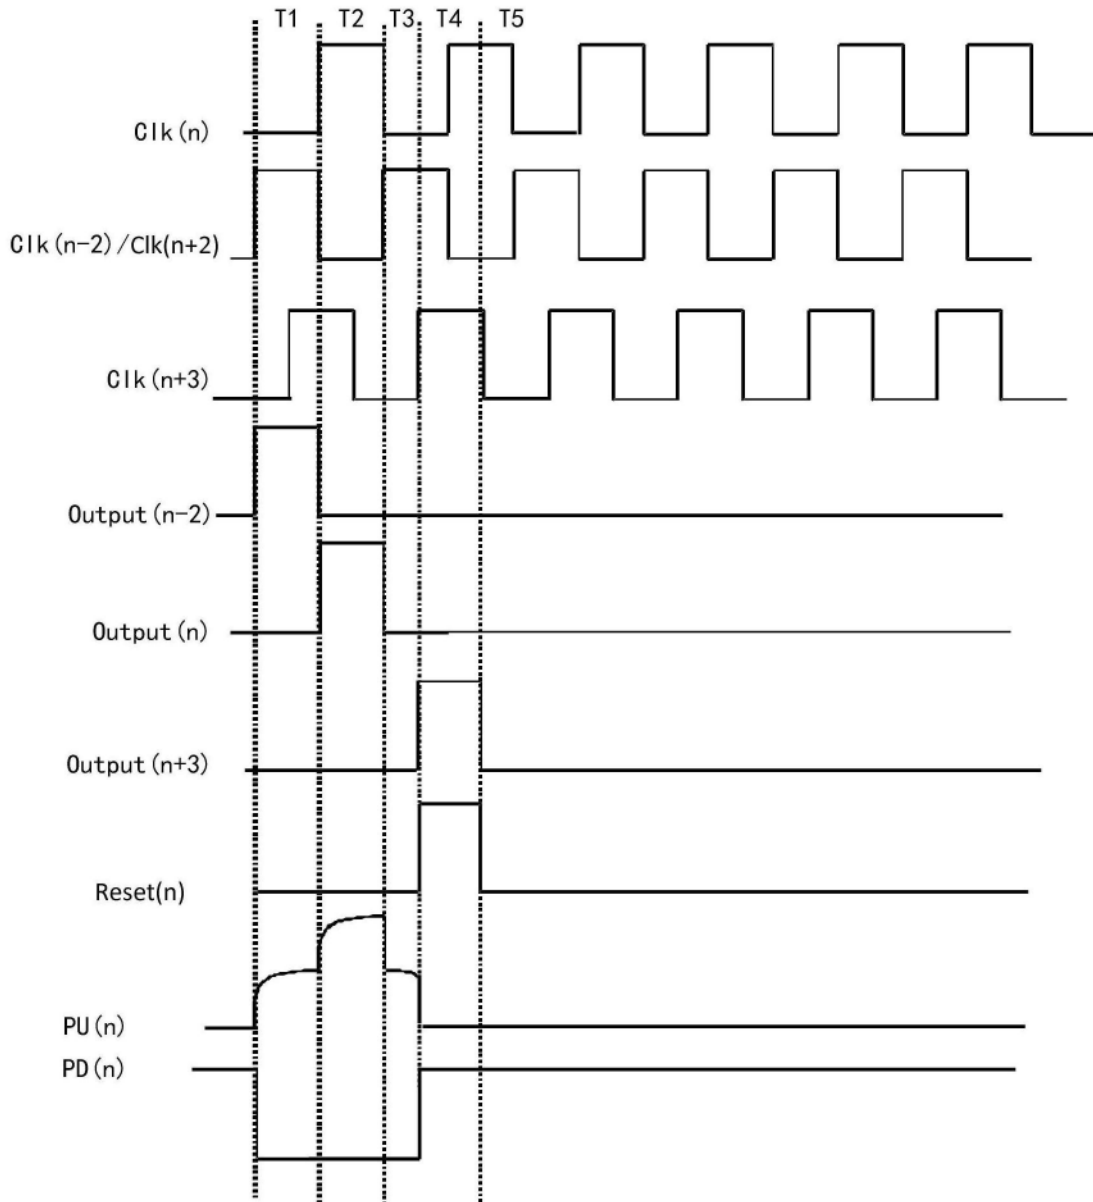 T1 T2 T3 T4 T5
Clk(n)
Clk(n-2)/Clk(n+2)
Clk(n+3)
Output(n-2)
Output(n)
Output(n+3)
Reset(n)
PU(n)
PD(n)